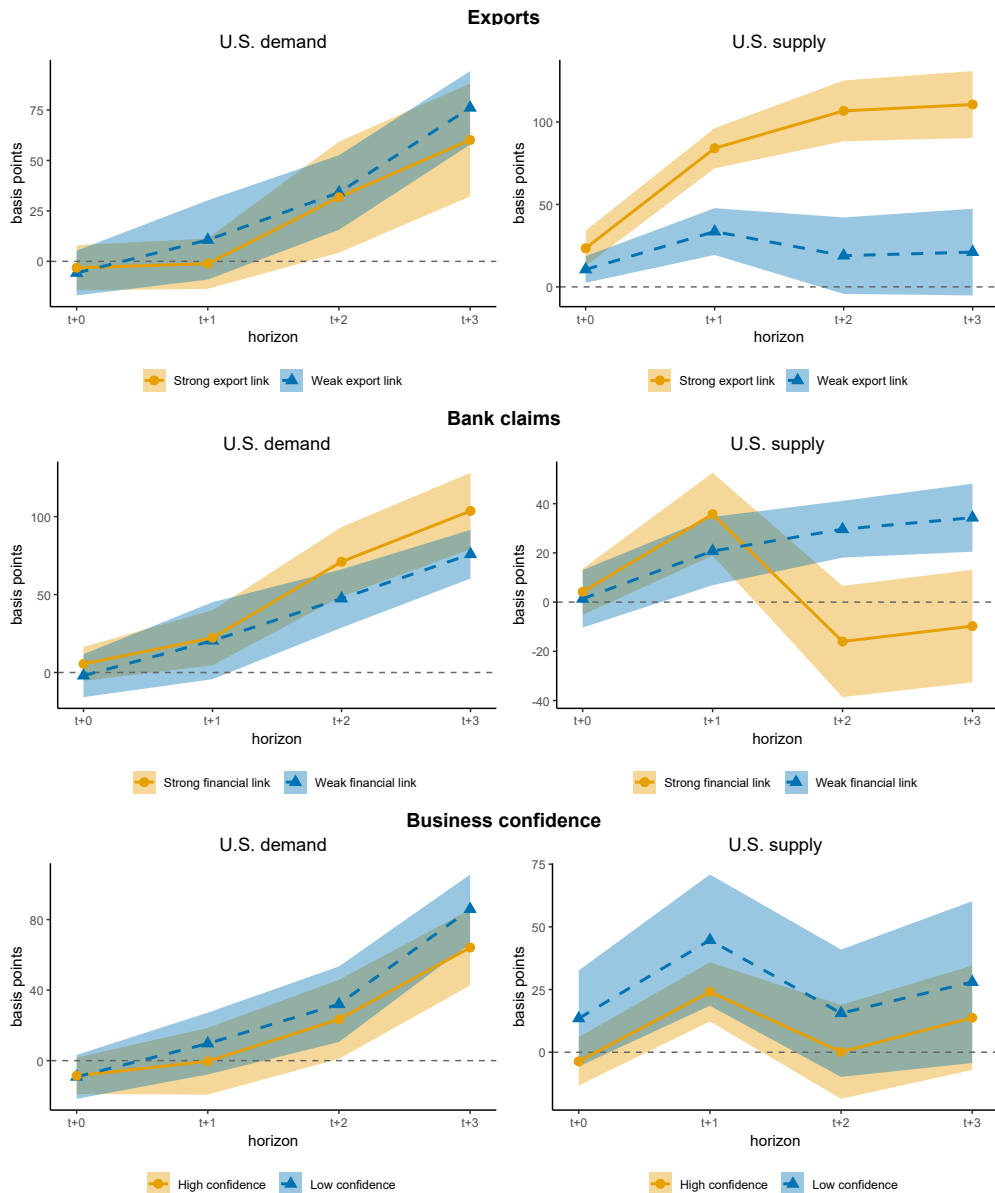 Exports
U.S. demand
U.S. supply
basis points
75
50
25
0
t+0
t+1
t+2
t+3
horizon
basis points
100
50
0
t+0
t+1
t+2
t+3
horizon
Strong export link
Weak export link
Strong export link
Weak export link
Bank claims
U.S. demand
U.S. supply
basis points
100
50
0
t+0
t+1
t+2
t+3
horizon
basis points
40
20
0
-20
-40
t+0
t+1
t+2
t+3
horizon
Strong financial link
Weak financial link
Strong financial link
Weak financial link
Business confidence
U.S. demand
U.S. supply
basis points
80
40
0
t+0
t+1
t+2
t+3
horizon
basis points
75
50
25
0
t+0
t+1
t+2
t+3
horizon
High confidence
Low confidence
High confidence
Low confidence